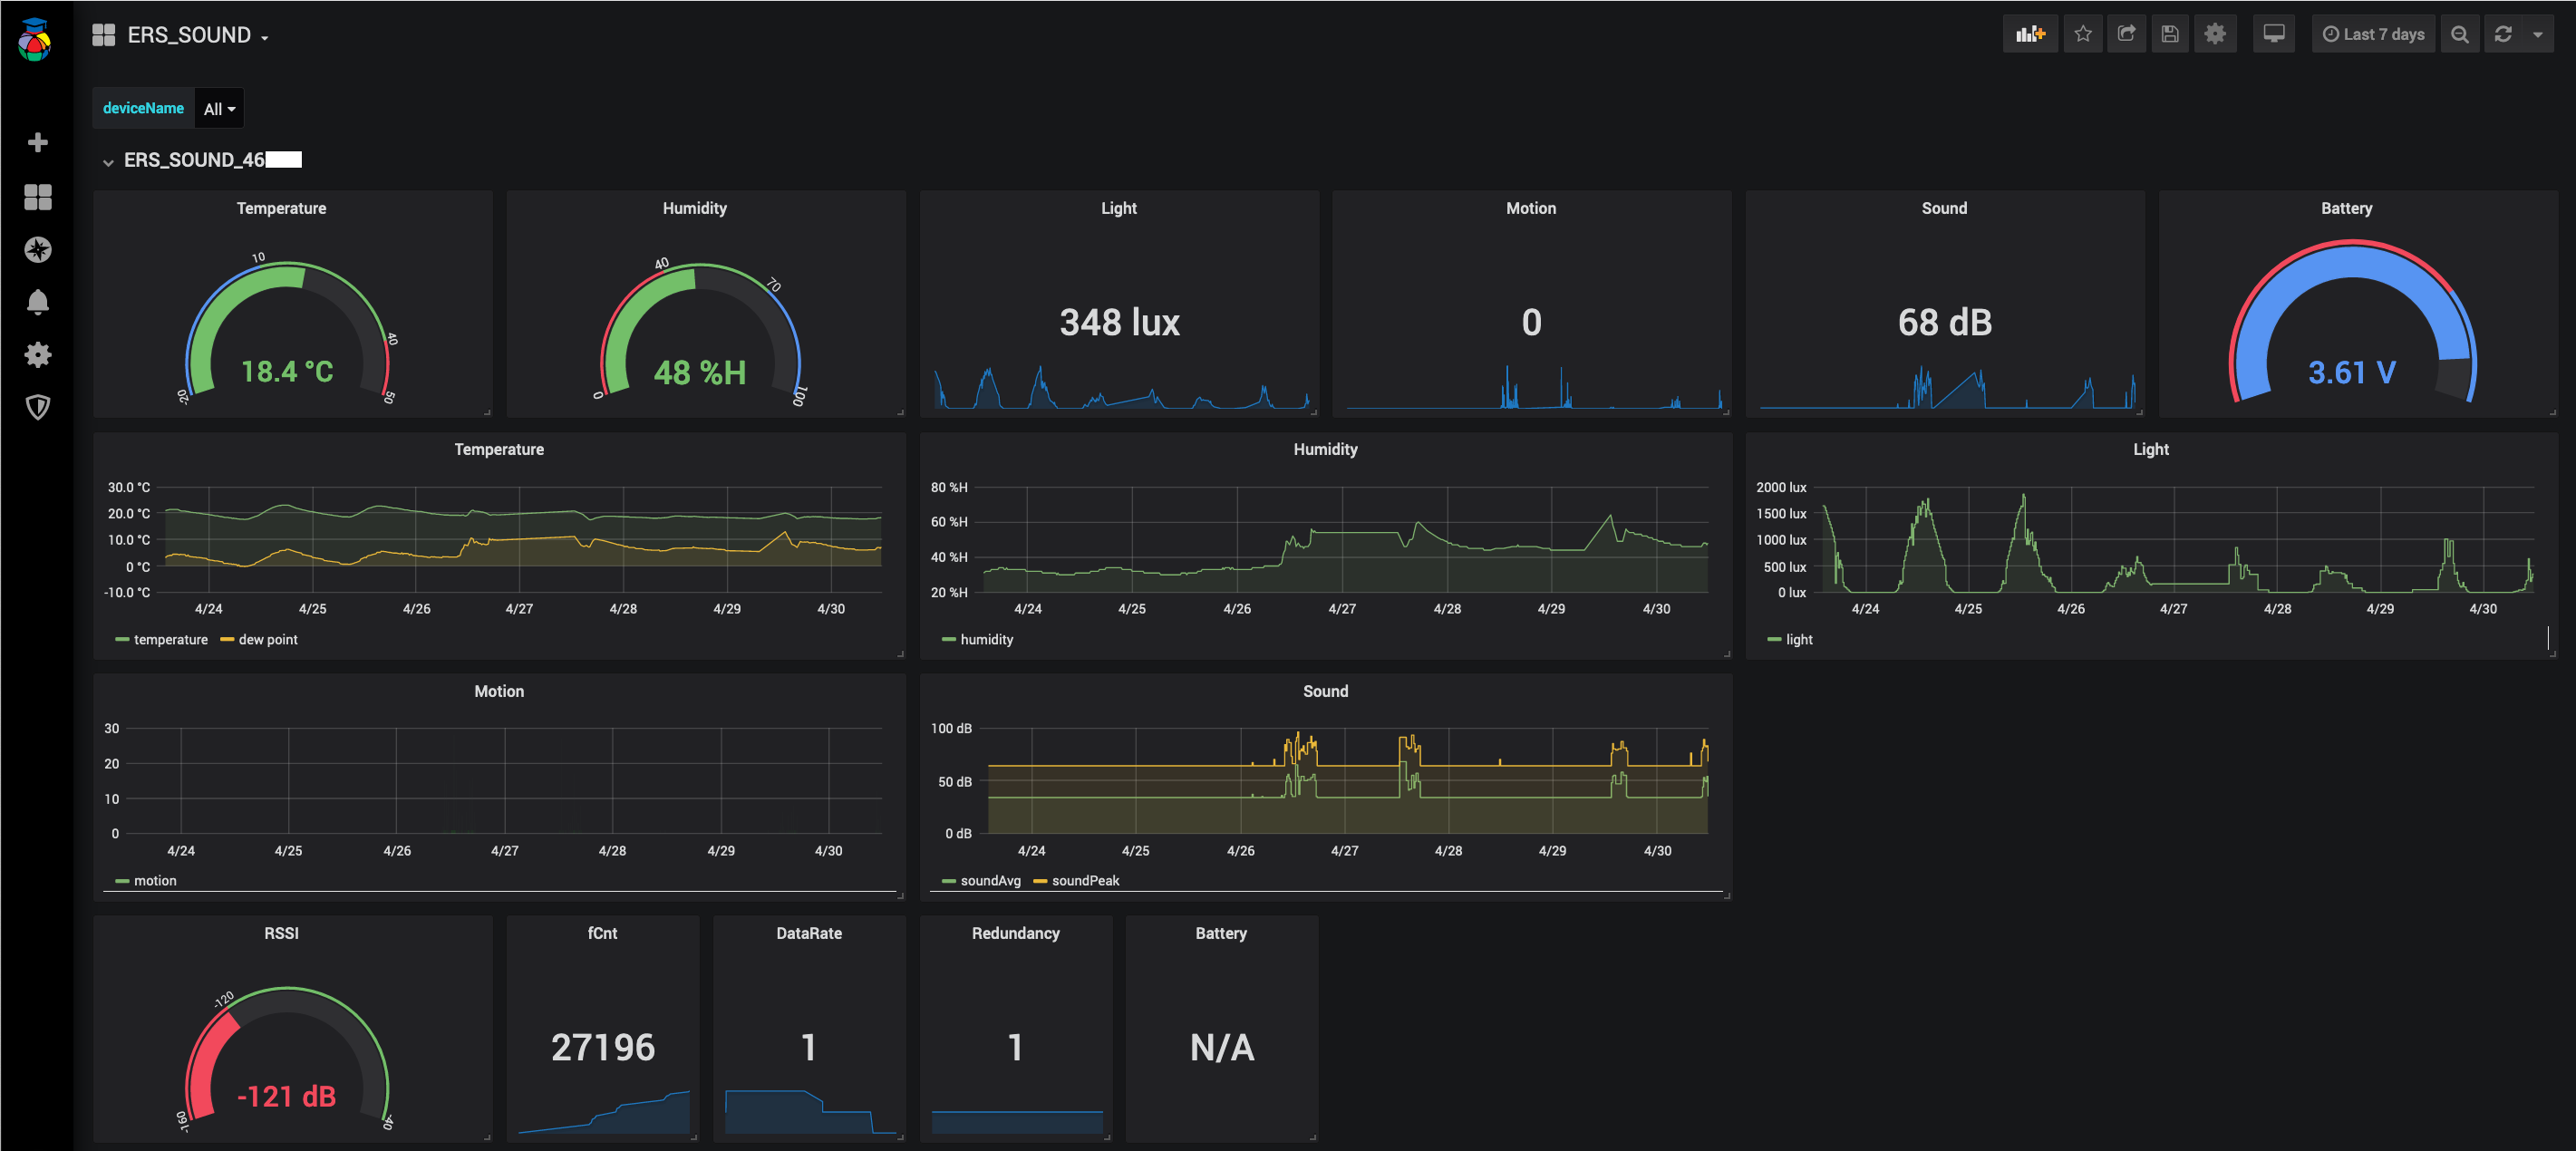 ERS_SOUND
Last 7 days
deviceName All
ERS_SOUND_46
Temperature
-20 10 40 50
18.4 °C
Humidity
0 40 70 100
48 %H
Light
348 lux
Motion
0
Sound
68 dB
Battery
3.61 V
Temperature
30.0 °C
20.0 °C
10.0 °C
0 °C
-10.0 °C
4/24 4/25 4/26 4/27 4/28 4/29 4/30
temperature dew point
Humidity
80 %H
60 %H
40 %H
20 %H
4/24 4/25 4/26 4/27 4/28 4/29 4/30
humidity
Light
2000 lux
1500 lux
1000 lux
500 lux
0 lux
4/24 4/25 4/26 4/27 4/28 4/29 4/30
light
Motion
30
20
10
0
4/24 4/25 4/26 4/27 4/28 4/29 4/30
motion
Sound
100 dB
50 dB
0 dB
4/24 4/25 4/26 4/27 4/28 4/29 4/30
soundAvg soundPeak
RSSI
-160 -120 -40
-121 dB
fCnt
27196
DataRate
1
Redundancy
1
Battery
N/A